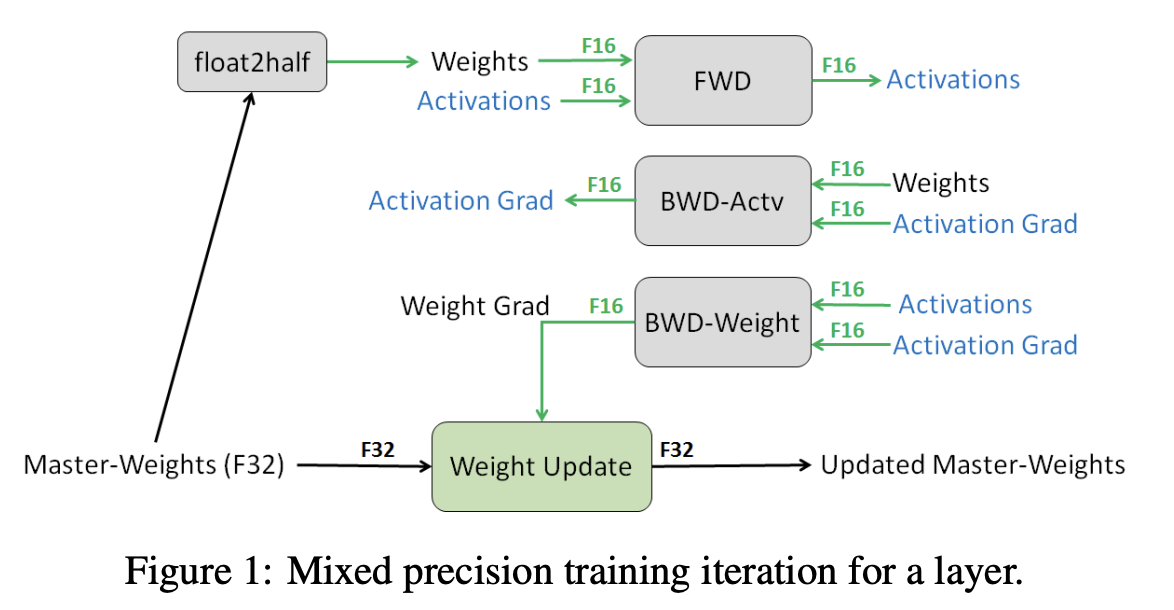 float2half
Weights
F16
Activations
F16
FWD
F16
Activations
Activation Grad
F16
BWD-Actv
F16
Weights
F16
Activation Grad
Weight Grad
F16
BWD-Weight
F16
Activations
F16
Activation Grad
Master-Weights (F32)
F32
Weight Update
F32
Updated Master-Weights
Figure 1: Mixed precision training iteration for a layer.